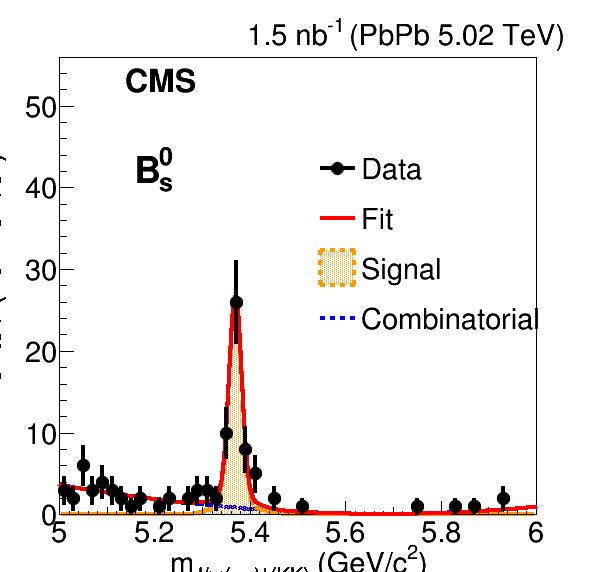 1.5 nb⁻¹ (PbPb 5.02 TeV)
CMS
B⁰ₛ
Data
Fit
Signal
Combinatorial
50
40
30
20
10
0
5 5.2 5.4 5.6 5.8 6
(GeV/c²)